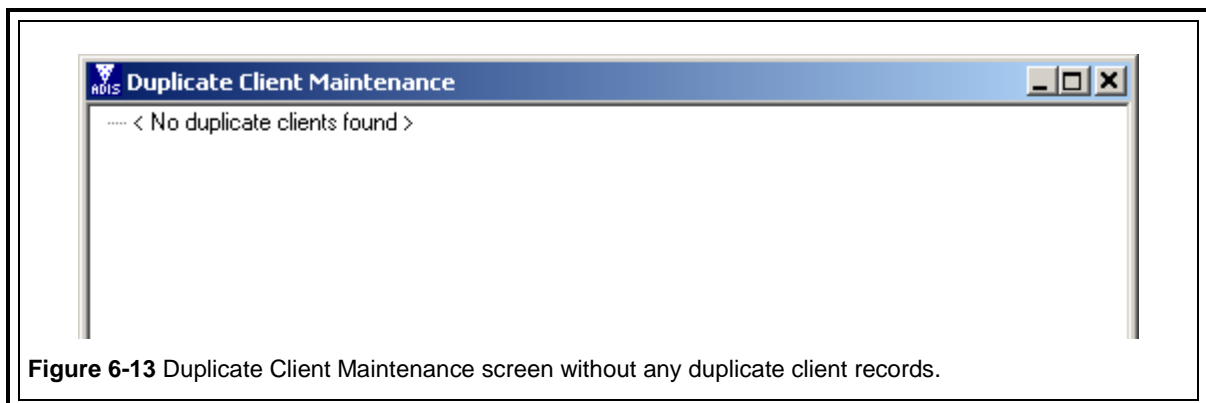 ADIS Duplicate Client Maintenance
< No duplicate clients found >
Figure 6-13 Duplicate Client Maintenance screen without any duplicate client records.